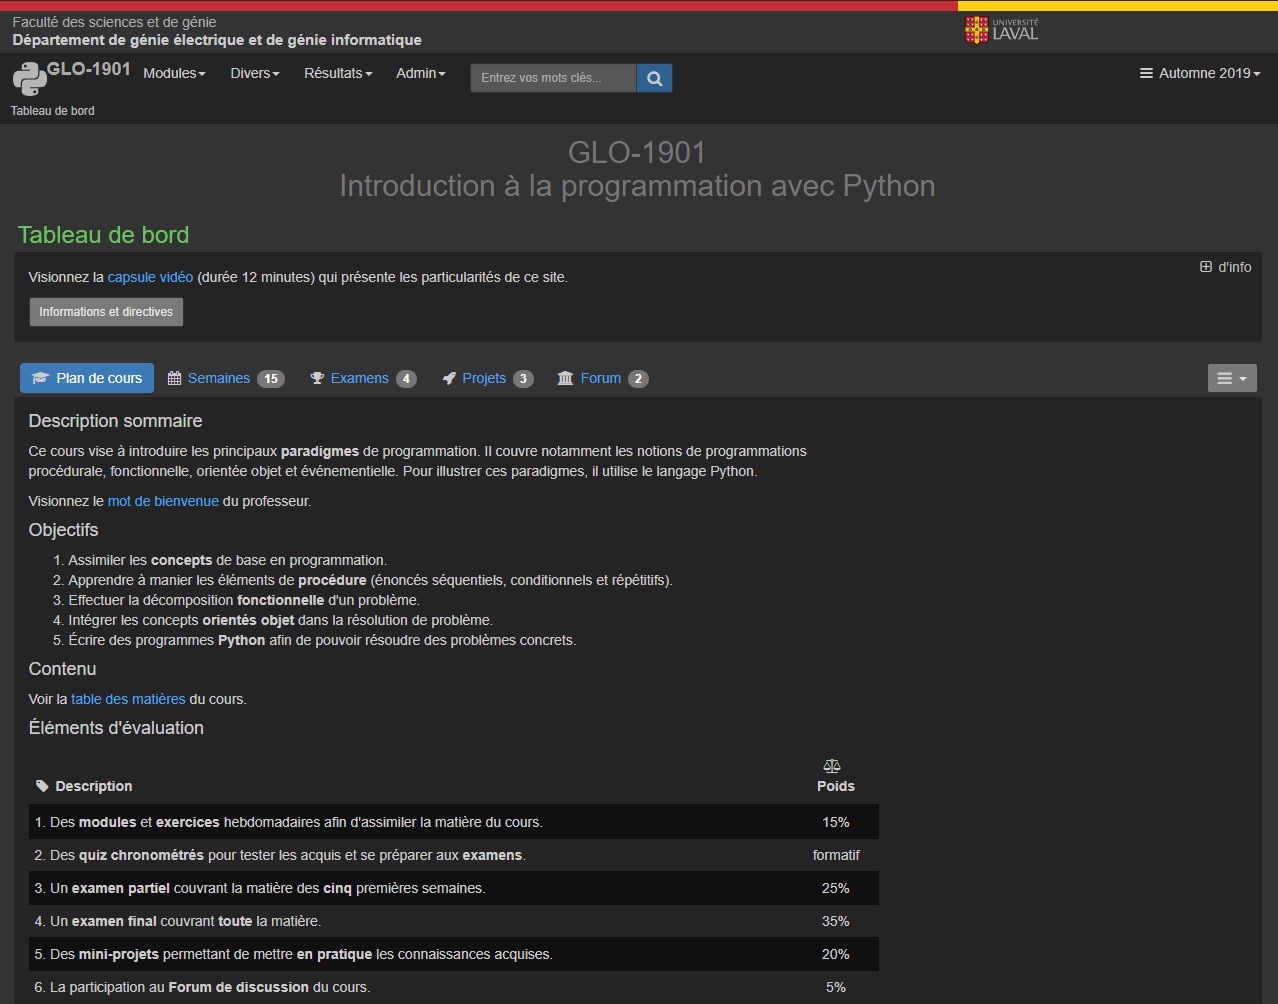 Faculté des sciences et de génie
Département de génie électrique et de génie informatique
UNIVERSITÉ
LAVAL
GLO-1901 Modules Divers Résultats Admin Entrez vos mots clés... Automne 2019
Tableau de bord
GLO-1901
Introduction à la programmation avec Python
Tableau de bord
d'info
Visionnez la capsule vidéo (durée 12 minutes) qui présente les particularités de ce site.
Informations et directives
Plan de cours Semaines 15 Examens 4 Projets 3 Forum 2
Description sommaire
Ce cours vise à introduire les principaux paradigmes de programmation. Il couvre notamment les notions de programmations
procédurale, fonctionnelle, orientée objet et événementielle. Pour illustrer ces paradigmes, il utilise le langage Python.
Visionnez le mot de bienvenue du professeur.
Objectifs
1. Assimiler les concepts de base en programmation.
2. Apprendre à manier les éléments de procédure (énoncés séquentiels, conditionnels et répétitifs).
3. Effectuer la décomposition fonctionnelle d'un problème.
4. Intégrer les concepts orientés objet dans la résolution de problème.
5. Écrire des programmes Python afin de pouvoir résoudre des problèmes concrets.
Contenu
Voir la table des matières du cours.
Éléments d'évaluation
Description Poids
1. Des modules et exercices hebdomadaires afin d'assimiler la matière du cours. 15%
2. Des quiz chronométrés pour tester les acquis et se préparer aux examens. formatif
3. Un examen partiel couvrant la matière des cinq premières semaines. 25%
4. Un examen final couvrant toute la matière. 35%
5. Des mini-projets permettant de mettre en pratique les connaissances acquises. 20%
6. La participation au Forum de discussion du cours. 5%